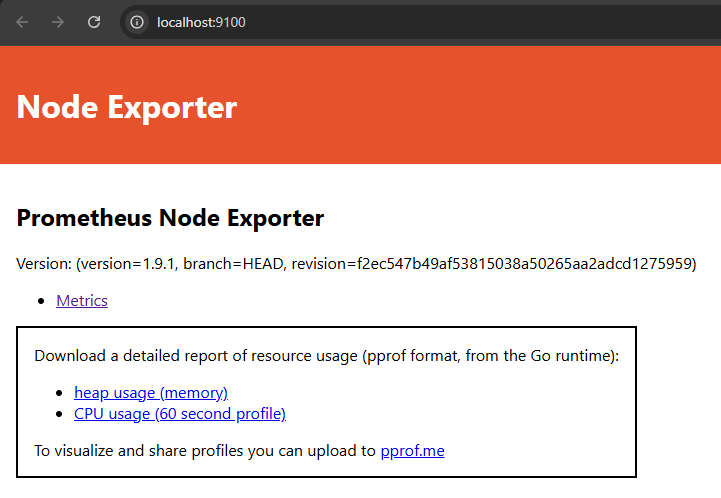 localhost:9100
Node Exporter
Prometheus Node Exporter
Version: (version=1.9.1, branch=HEAD, revision=f2ec547b49af53815038a50265aa2adcd1275959)
Metrics
Download a detailed report of resource usage (pprof format, from the Go runtime):
heap usage (memory)
CPU usage (60 second profile)
To visualize and share profiles you can upload to pprof.me